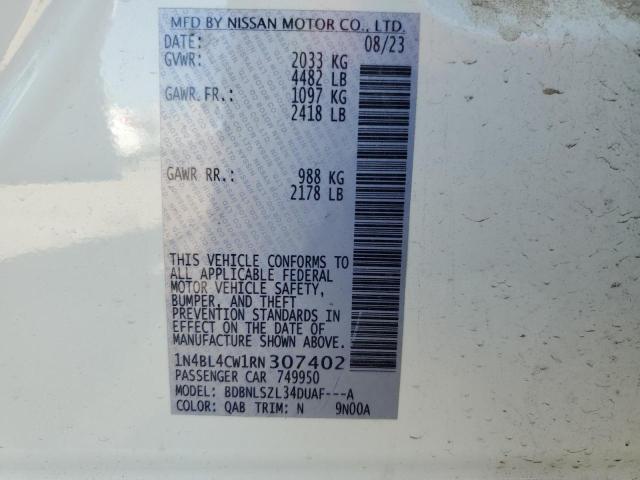 MFD BY NISSAN MOTOR CO., LTD.
DATE: 08/23
GVWR: 2033 KG
4482 LB
GAWR FR.: 1097 KG
2418 LB
GAWR RR.: 988 KG
2178 LB
THIS VEHICLE CONFORMS TO
ALL APPLICABLE FEDERAL
MOTOR VEHICLE SAFETY,
BUMPER, AND THEFT
PREVENTION STANDARDS IN
EFFECT ON THE DATE OF
MANUFACTURE SHOWN ABOVE.
1N4BL4CW1RN307402
PASSENGER CAR 749950
MODEL: BDBNLSZL34DUAF---A
COLOR: QAB TRIM: N 9N00A